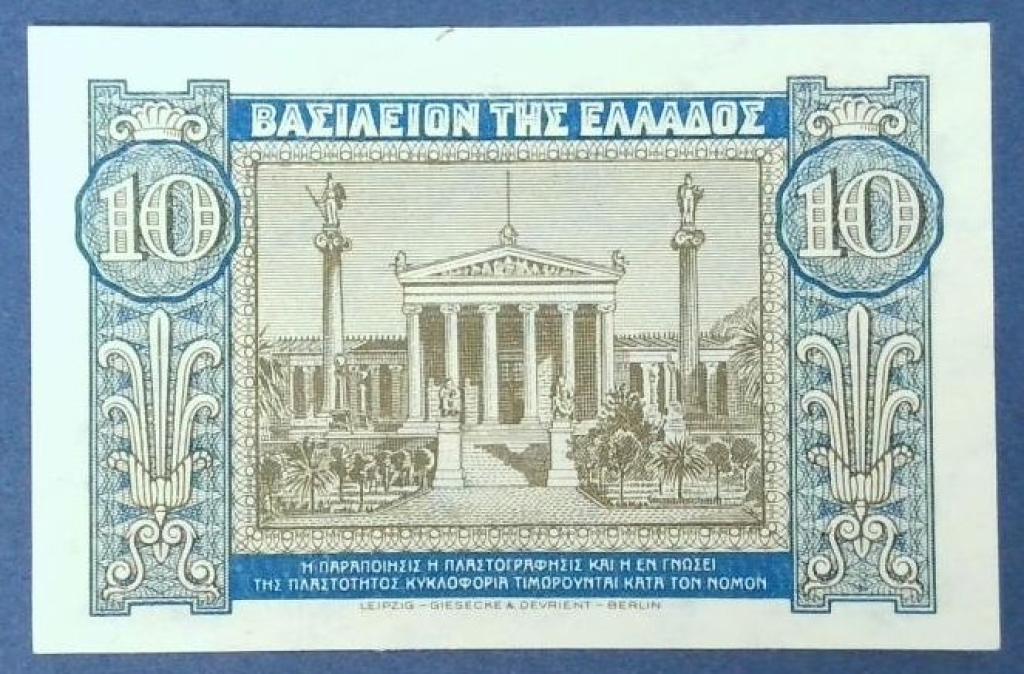 ΒΑΣΙΛΕΙΟΝ ΤΗΣ ΕΛΛΑΔΟΣ
10
10
Ἡ ΠΑΡΑΠΟΙΗΣΙΣ Ἡ ΠΛΑΣΤΟΓΡΑΦΗΣΙΣ ΚΑΙ Η ΕΝ ΓΝΩΣΕΙ
ΤΗΣ ΠΛΑΣΤΟΤΗΤΟΣ ΚΥΚΛΟΦΟΡΙΑ ΤΙΜΩΡΟΥΝΤΑΙ ΚΑΤΑ ΤΟΝ ΝΟΜΟΝ
LEIPZIG – GIESECKE & DEVRIENT – BERLIN